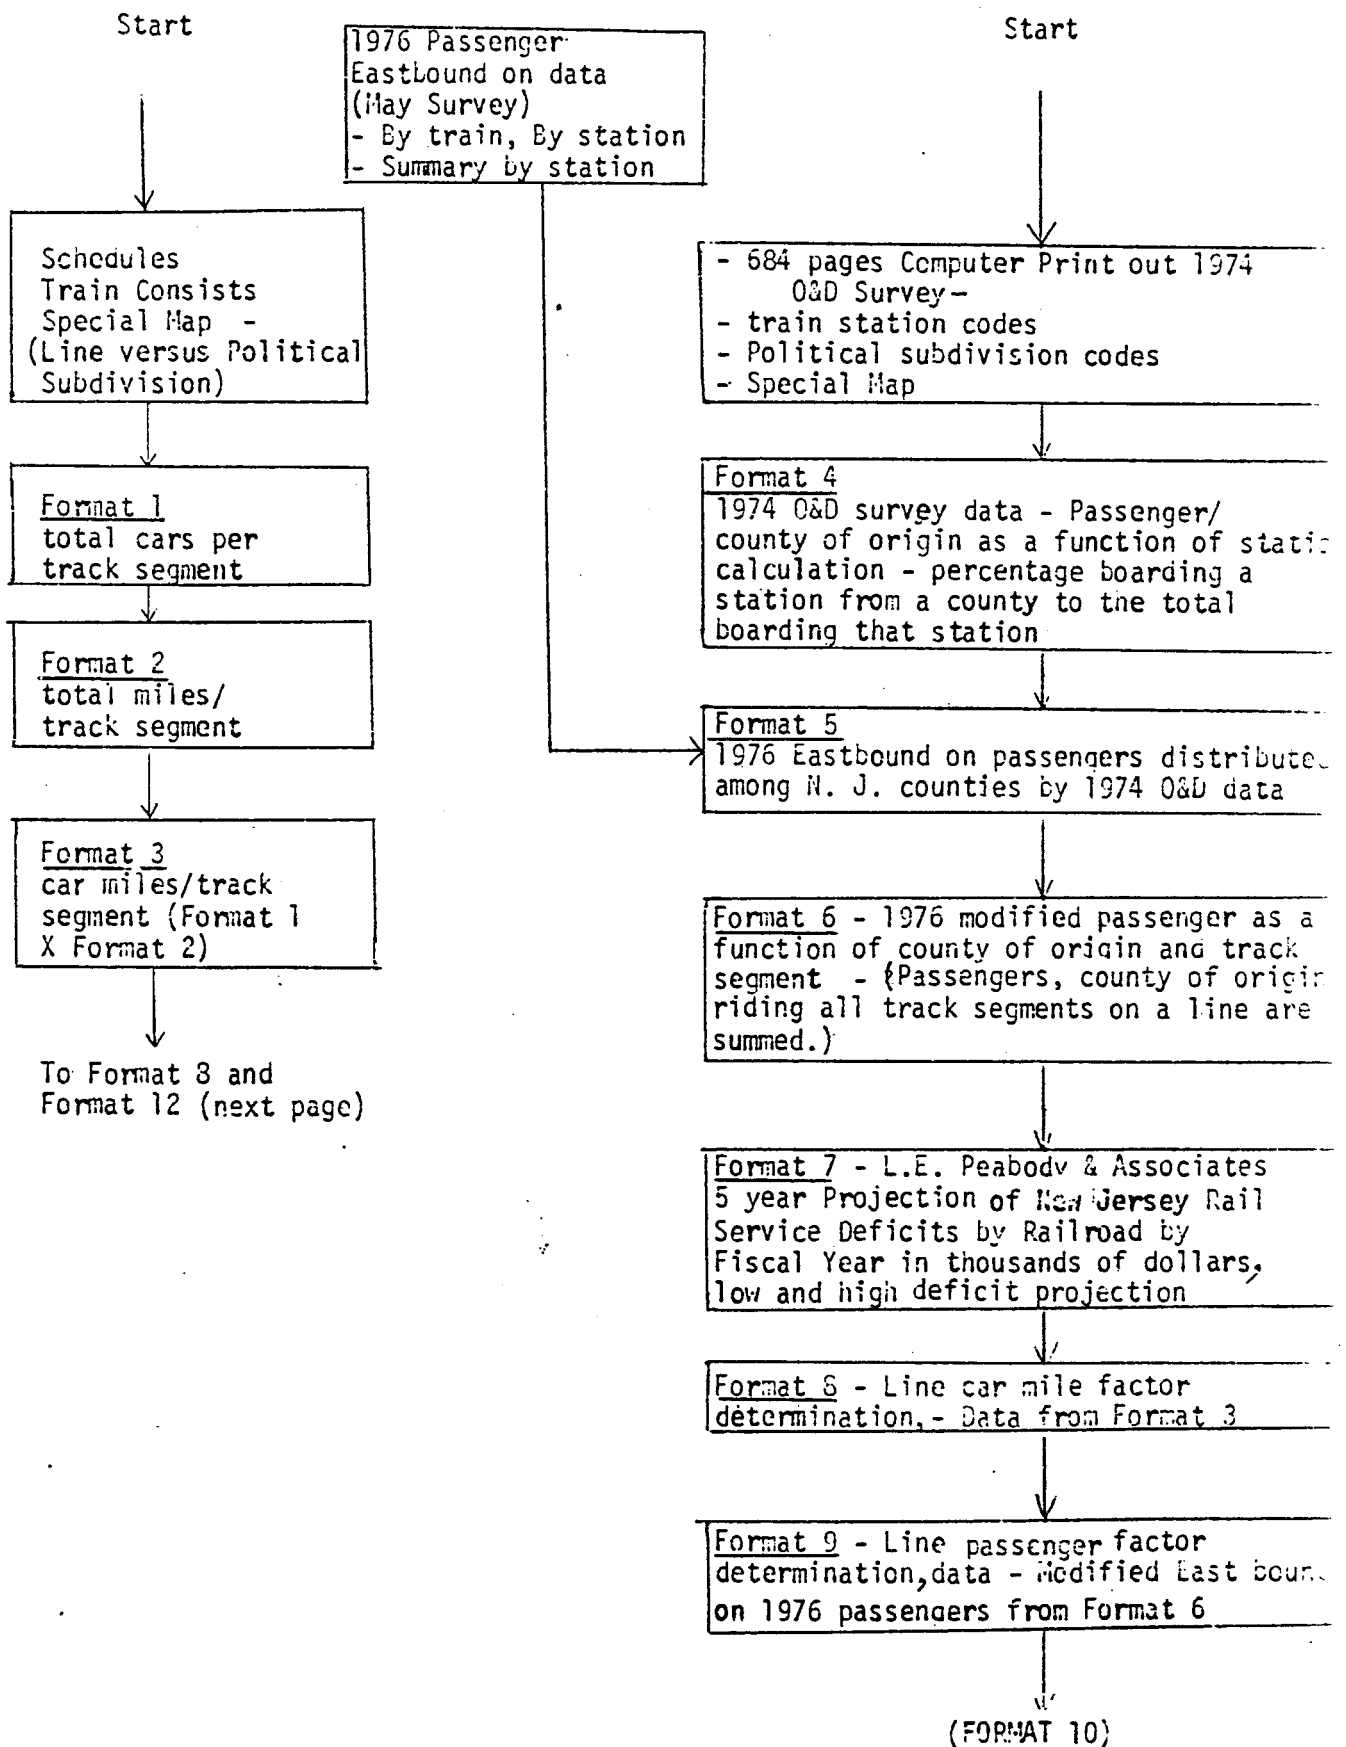 Start
Schedules
Train Consists
Special Map -
(Line versus Political
Subdivision)
Format 1
total cars per
track segment
Format 2
total miles/
track segment
Format 3
car miles/track
segment (Format 1
X Format 2)
To Format 8 and
Format 12 (next page)
1976 Passenger
Eastbound on data
(May Survey)
- By train, By station
- Summary by station
Start
- 684 pages Computer Print out 1974
O&D Survey-
- train station codes
- Political subdivision codes
- Special Map
Format 4
1974 O&D survey data - Passenger/
county of origin as a function of
calculation - percentage boarding a
station from a county to the total
boarding that station
Format 5
1976 Eastbound on passengers
among N. J. counties by 1974 O&D data
Format 6 - 1976 modified passenger as a
function of county of origin and track
segment - (Passengers, county of
riding all track segments on a line are
summed.)
Format 7 - L.E. Peabody & Associates
5 year Projection of New Jersey Rail
Service Deficits by Railroad by
Fiscal Year in thousands of dollars,
low and high deficit projection
Format 8 - Line car mile factor
determination, - Data from Format 3
Format 9 - Line passenger factor
determination, data - Modified East
on 1976 passengers from Format 6
(FORMAT 10)